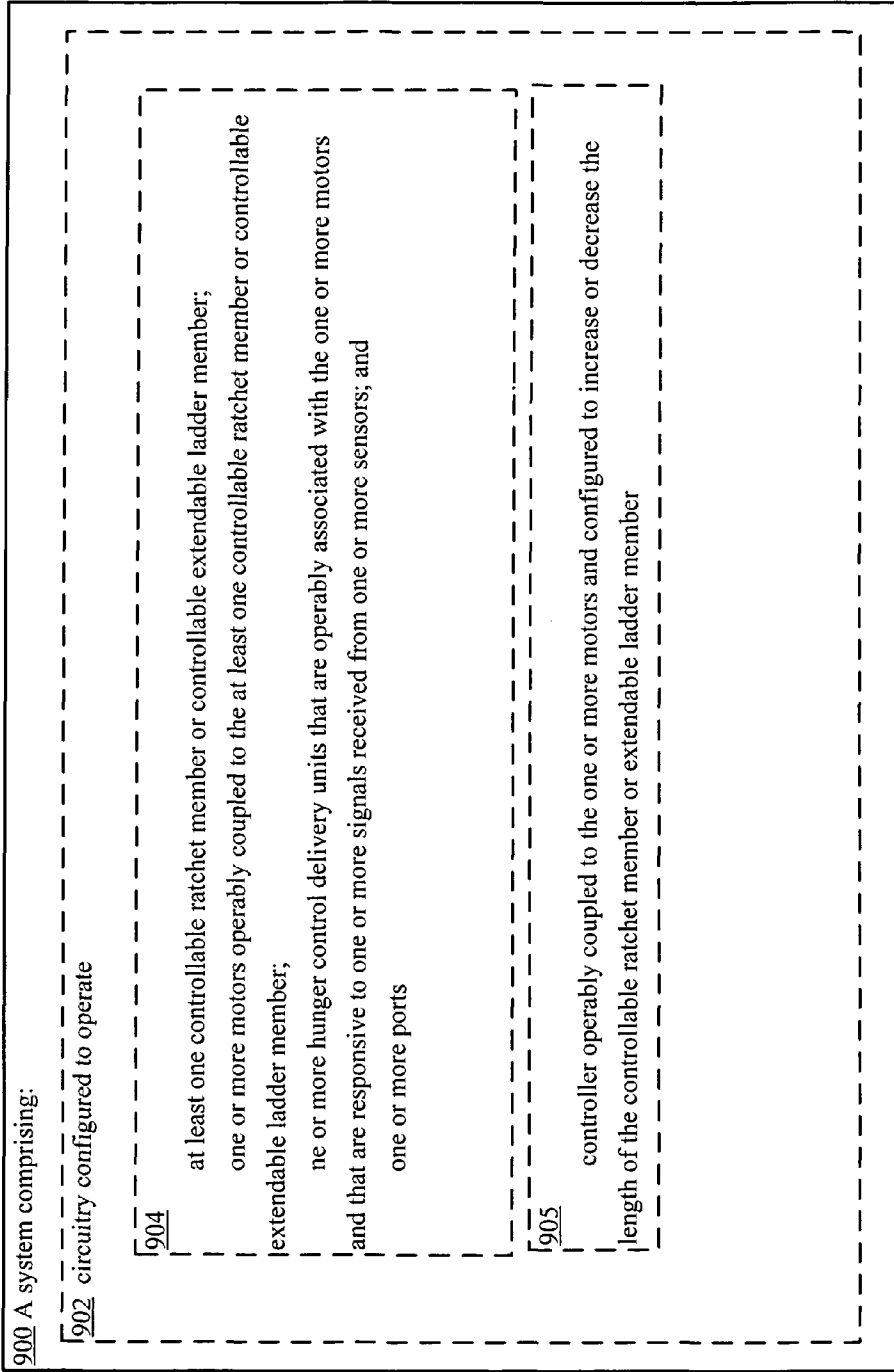 900 A system comprising:
902 circuitry configured to operate
904
at least one controllable ratchet member or controllable extendable ladder member;
one or more motors operably coupled to the at least one controllable ratchet member or controllable
extendable ladder member;
ne or more hunger control delivery units that are operably associated with the one or more motors
and that are responsive to one or more signals received from one or more sensors; and
one or more ports
905
controller operably coupled to the one or more motors and configured to increase or decrease the
length of the controllable ratchet member or extendable ladder member